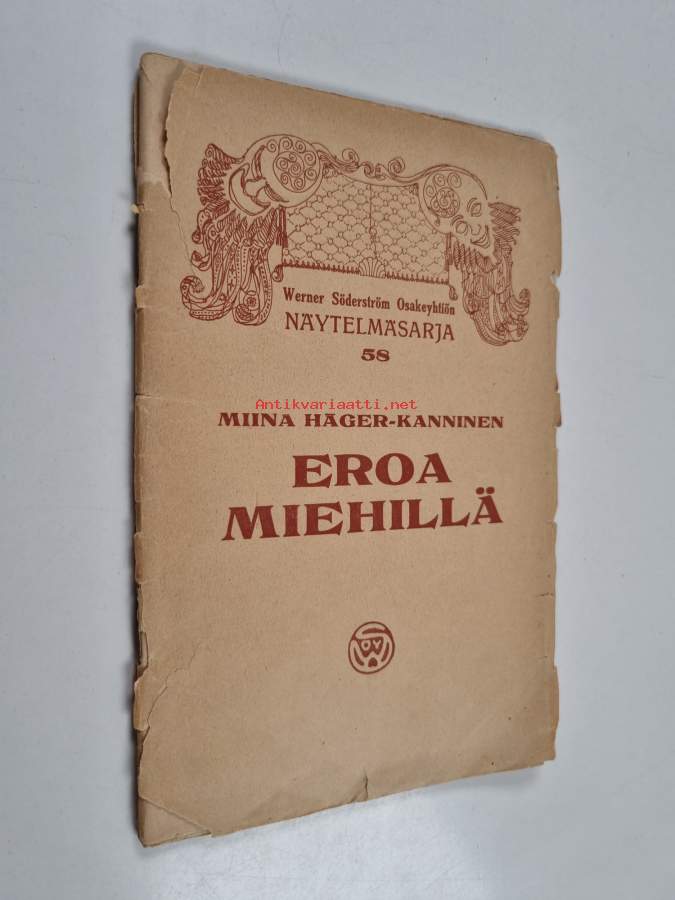 Werner Söderström Osakeyhtiön
NÄYTELMÄSARJA
58
Antikvariaatti.net
MIINA HÄGER-KANNINEN
EROA
MIEHILLÄ